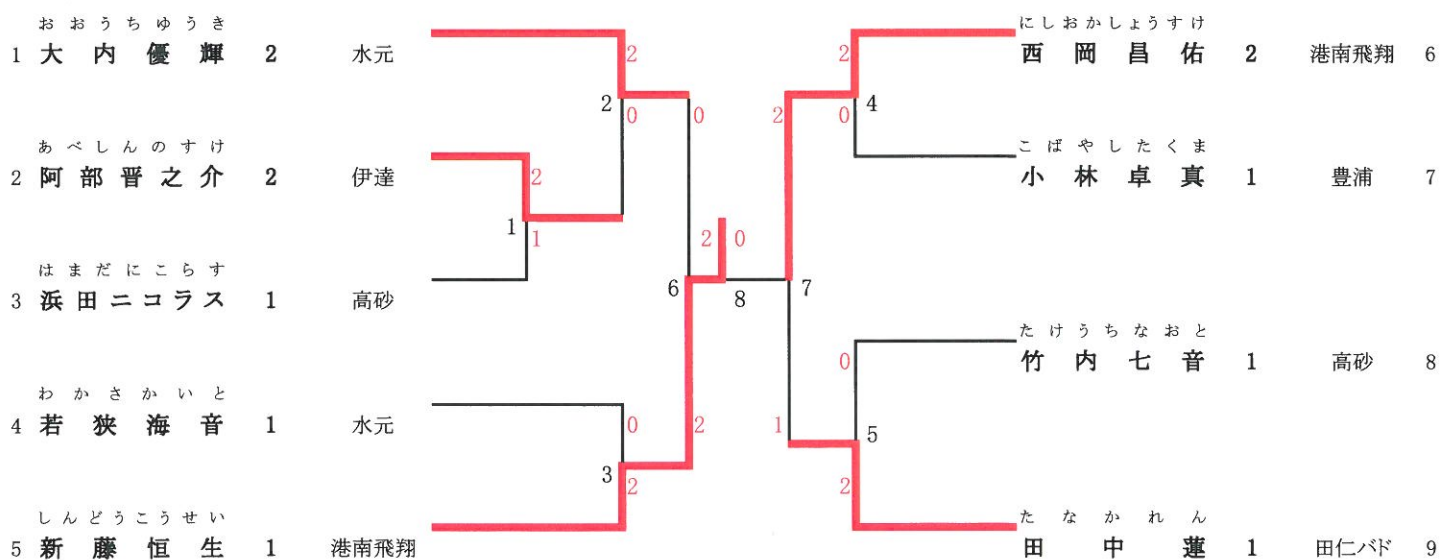 おおうちゆうき
1 大内優輝 2 水元
2
0
2
0
あべしんのすけ
2 阿部晋之介 2 伊達
2
1
1
はまだにこらす
3 浜田ニコラス 1 高砂
6
2 0
8
わかさかいと
4 若狭海音 1 水元
0
2
3
2
しんどうこうせい
5 新藤恒生 1 港南飛翔
にしおかしょうすけ
西岡昌佑 2 港南飛翔 6
2
2
0
4
こばやしたくま
小林卓真 1 豊浦 7
7
たけうちなおと
竹内七音 1 高砂 8
0
1
5
2
たなかれん
田中蓮 1 田仁バド 9